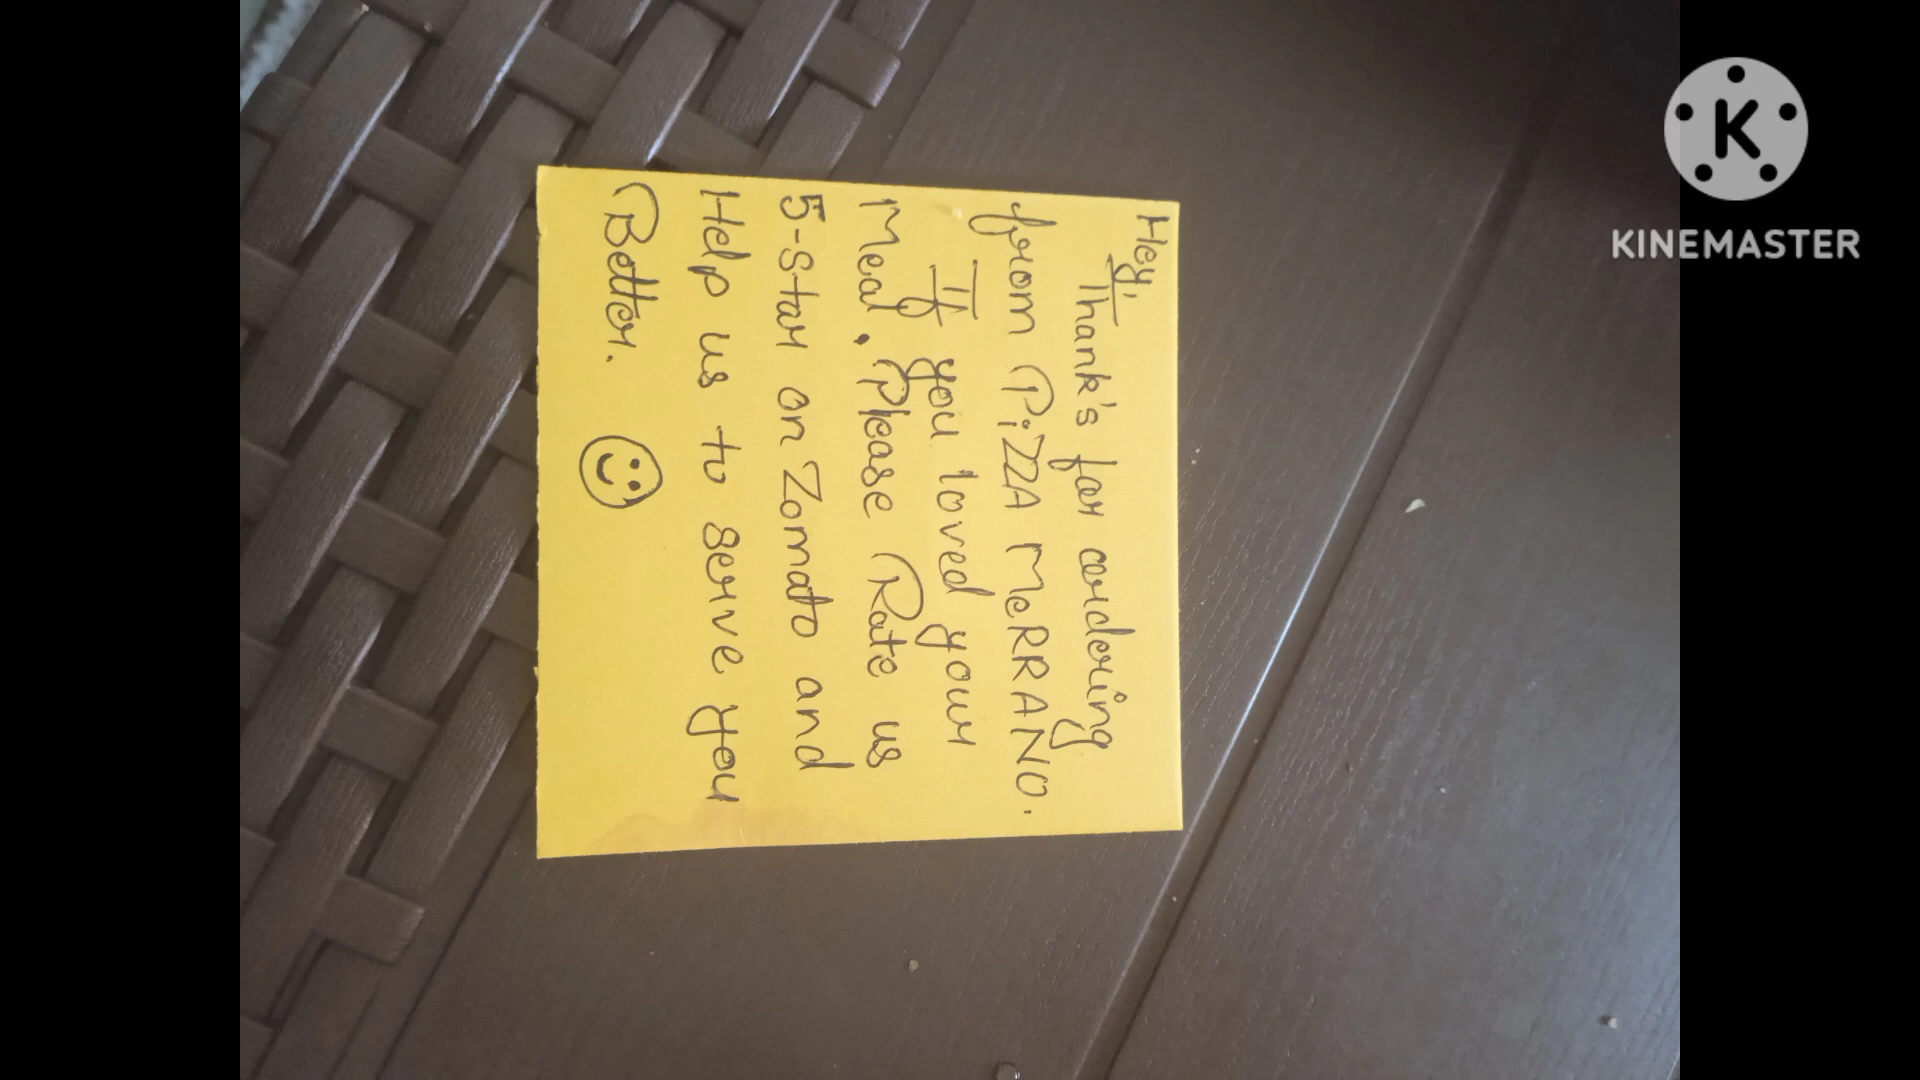 Hey,
Thank's for ordering
from PiZZA McRRANO.
If you loved your
Meal, Please Rate us
5-Star on Zomato and
Help us to serve you
Better.
K
KINEMASTER